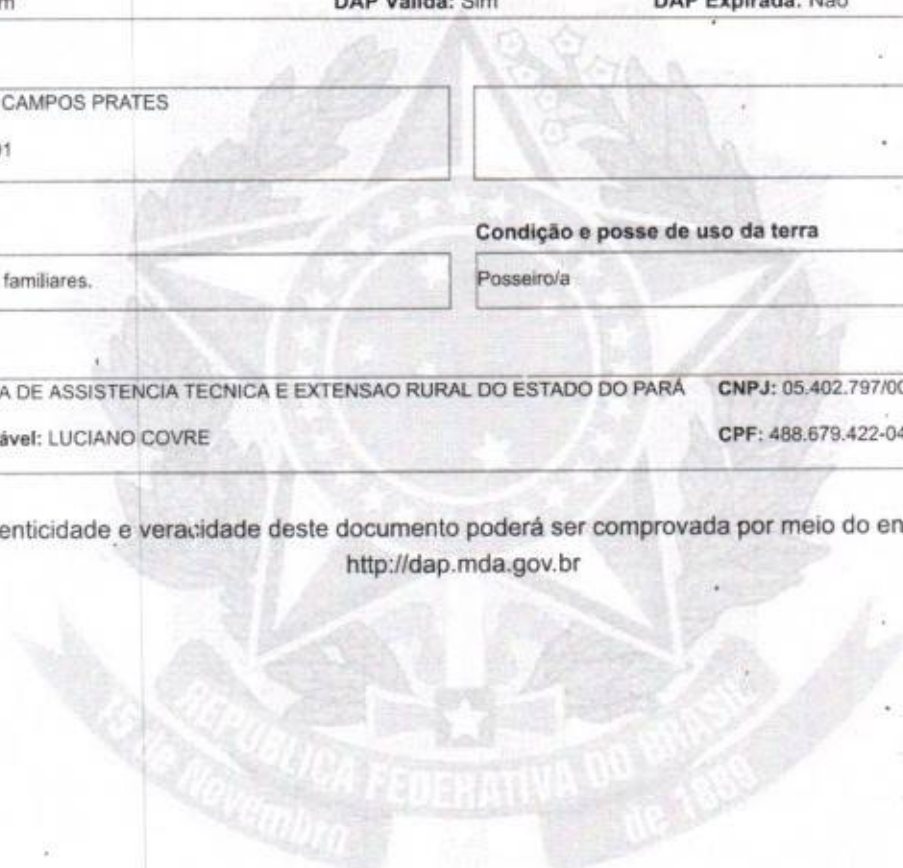 DAP Válida: Sim DAP Expirada: Não
CAMPOS PRATES
Condição e posse de uso da terra
familiares. Posseiro/a
A DE ASSISTENCIA TECNICA E EXTENSAO RURAL DO ESTADO DO PARÁ CNPJ: 05.402.797/00
ável: LUCIANO COVRE CPF: 488.679.422-04
enticidade e veracidade deste documento poderá ser comprovada por meio do en
http://dap.mda.gov.br
REPUBLICA FEDERATIVA DO BRASIL
15 de Novembro de 1889